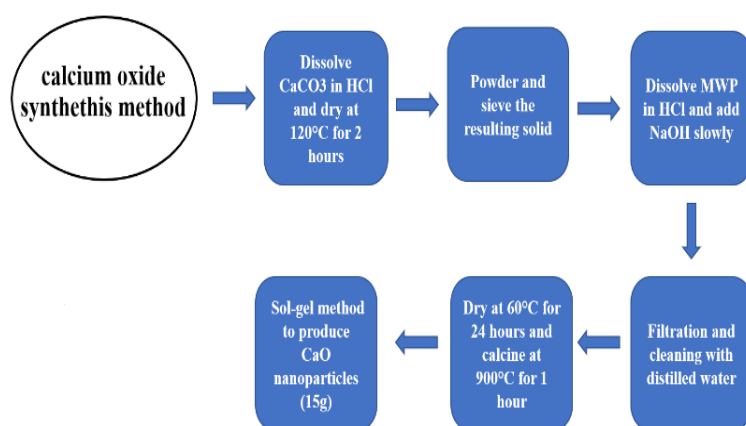 calcium oxide
synthethis method
Dissolve
CaCO3 in HCl
and dry at
120°C for 2
hours
Powder and
sieve the
resulting solid
Dissolve MWP
in HCl and add
NaOH slowly
Filtration and
cleaning with
distilled water
Dry at 60°C for
24 hours and
calcine at
900°C for 1
hour
Sol-gel method
to produce
CaO
nanoparticles
(15g)